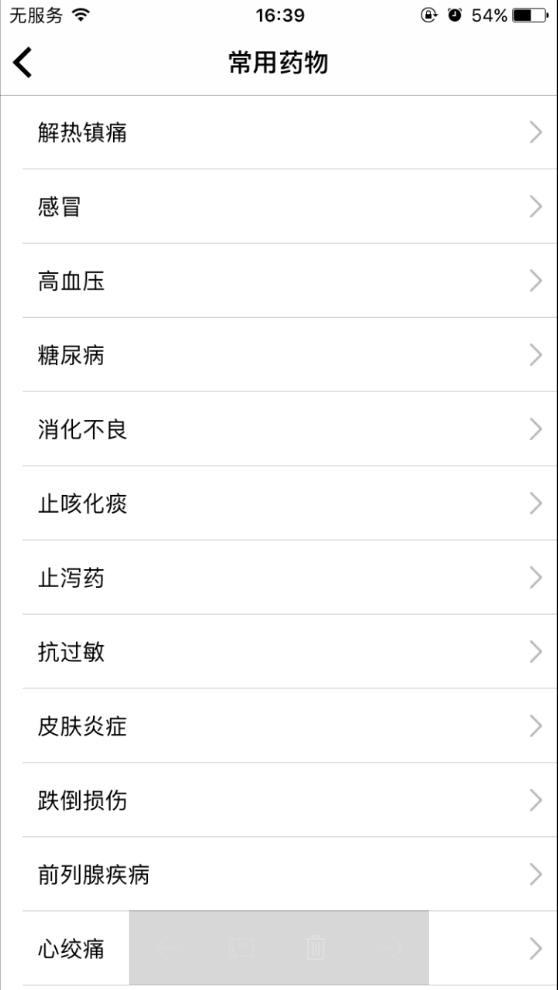 无服务 16:39 54%
常用药物
解热镇痛
感冒
高血压
糖尿病
消化不良
止咳化痰
止泻药
抗过敏
皮肤炎症
跌倒损伤
前列腺疾病
心绞痛